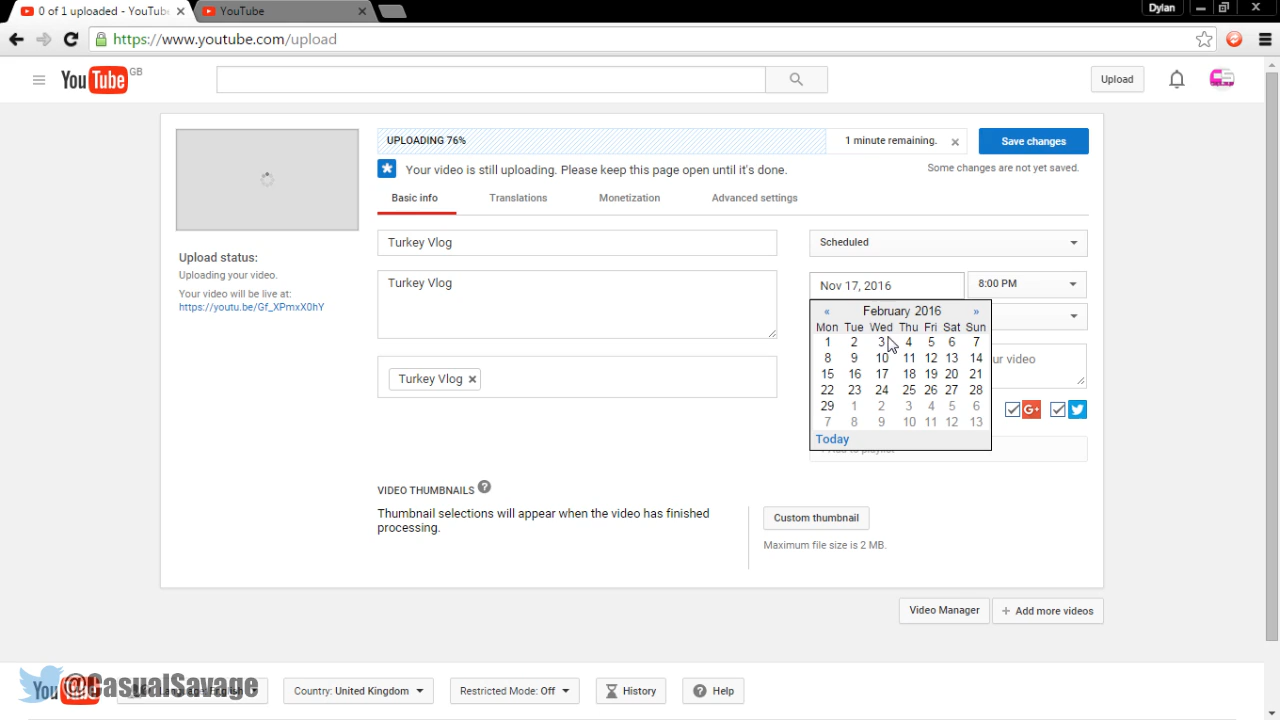 0 of 1 uploaded - YouTub
YouTube
Dylan
https://www.youtube.com/upload
YouTube GB
Upload
UPLOADING 76%
1 minute remaining.
Save changes
Your video is still uploading. Please keep this page open until it's done.
Some changes are not yet saved.
Basic info
Translations
Monetization
Advanced settings
Turkey Vlog
Scheduled
Turkey Vlog
Nov 17, 2016
8:00 PM
« February 2016 »
Mon Tue Wed Thu Fri Sat Sun
1 2 3 4 5 6 7
8 9 10 11 12 13 14
15 16 17 18 19 20 21
22 23 24 25 26 27 28
29 1 2 3 4 5 6
7 8 9 10 11 12 13
Today
ur video
G+
Upload status:
Uploading your video.
Your video will be live at:
https://youtu.be/Gf_XPmxX0hY
Turkey Vlog
VIDEO THUMBNAILS ?
Thumbnail selections will appear when the video has finished
processing.
Custom thumbnail
Maximum file size is 2 MB.
Video Manager
+ Add more videos
@CasualSavage
Country: United Kingdom
Restricted Mode: Off
History
? Help